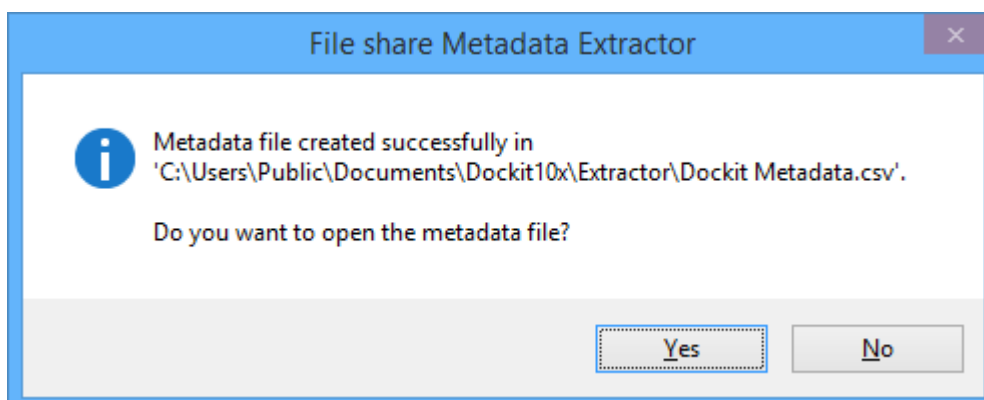 File share Metadata Extractor
Metadata file created successfully in
'C:\Users\Public\Documents\Dockit10x\Extractor\Dockit Metadata.csv'.
Do you want to open the metadata file?
Yes
No